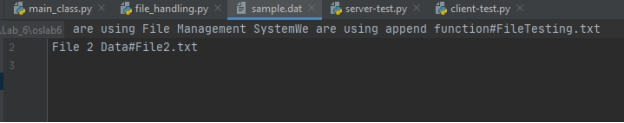 main_class.py file_handling.py sample.dat server-test.py client-test.py
\Lab_6\oslab6 are using File Management SystemWe are using append function#FileTesting.txt
2 File 2 Data#File2.txt
3